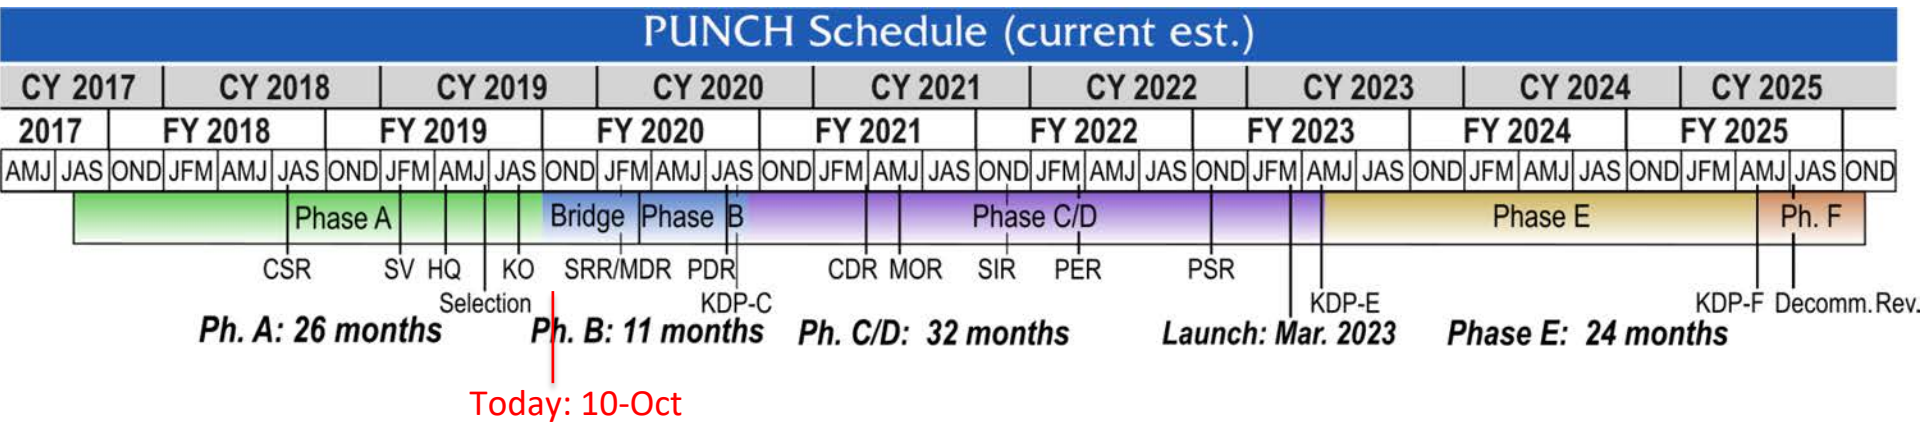 PUNCH Schedule (current est.)
CY 2017 CY 2018 CY 2019 CY 2020 CY 2021 CY 2022 CY 2023 CY 2024 CY 2025
2017 FY 2018 FY 2019 FY 2020 FY 2021 FY 2022 FY 2023 FY 2024 FY 2025
AMJ JAS OND JFM AMJ JAS OND JFM AMJ JAS OND JFM AMJ JAS OND JFM AMJ JAS OND JFM AMJ JAS OND JFM AMJ JAS OND JFM AMJ JAS OND JFM AMJ JAS OND
Phase A Bridge Phase B Phase C/D Phase E Ph. F
CSR SV HQ KO SRR/MDR PDR CDR MOR SIR PER PSR
Selection KDP-C KDP-E KDP-F Decomm. Rev.
Ph. A: 26 months Ph. B: 11 months Ph. C/D: 32 months Launch: Mar. 2023 Phase E: 24 months
Today: 10-Oct